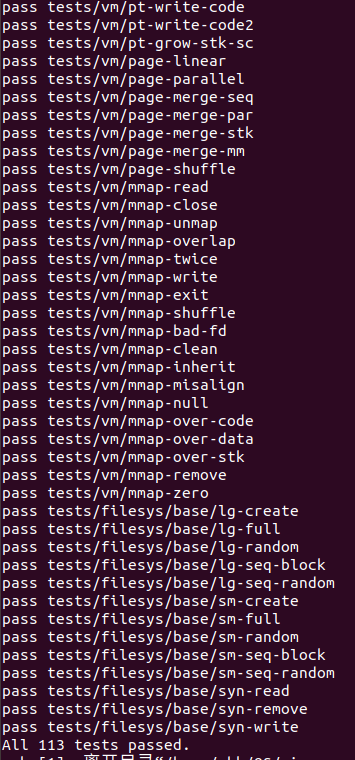 pass tests/vm/pt-write-code
pass tests/vm/pt-write-code2
pass tests/vm/pt-grow-stk-sc
pass tests/vm/page-linear
pass tests/vm/page-parallel
pass tests/vm/page-merge-seq
pass tests/vm/page-merge-par
pass tests/vm/page-merge-stk
pass tests/vm/page-merge-mm
pass tests/vm/page-shuffle
pass tests/vm/mmap-read
pass tests/vm/mmap-close
pass tests/vm/mmap-unmap
pass tests/vm/mmap-overlap
pass tests/vm/mmap-twice
pass tests/vm/mmap-write
pass tests/vm/mmap-exit
pass tests/vm/mmap-shuffle
pass tests/vm/mmap-bad-fd
pass tests/vm/mmap-clean
pass tests/vm/mmap-inherit
pass tests/vm/mmap-misalign
pass tests/vm/mmap-null
pass tests/vm/mmap-over-code
pass tests/vm/mmap-over-data
pass tests/vm/mmap-over-stk
pass tests/vm/mmap-remove
pass tests/vm/mmap-zero
pass tests/filesys/base/lg-create
pass tests/filesys/base/lg-full
pass tests/filesys/base/lg-random
pass tests/filesys/base/lg-seq-block
pass tests/filesys/base/lg-seq-random
pass tests/filesys/base/sm-create
pass tests/filesys/base/sm-full
pass tests/filesys/base/sm-random
pass tests/filesys/base/sm-seq-block
pass tests/filesys/base/sm-seq-random
pass tests/filesys/base/syn-read
pass tests/filesys/base/syn-remove
pass tests/filesys/base/syn-write
All 113 tests passed.